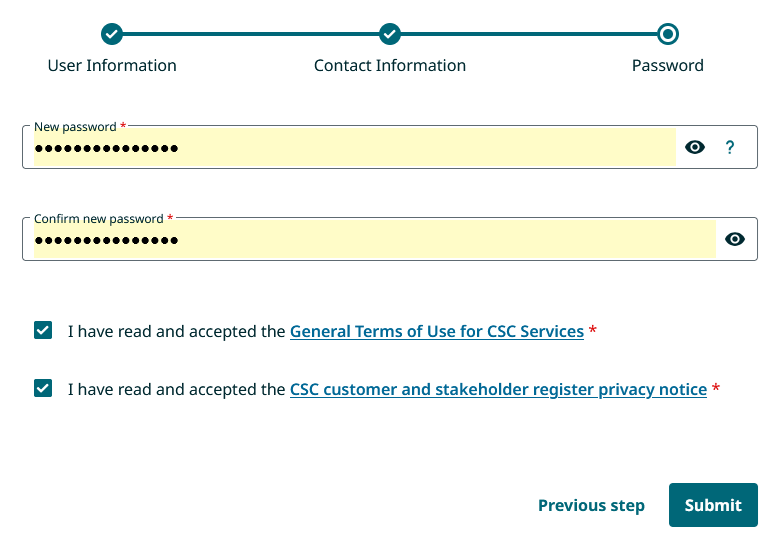 User Information
Contact Information
Password
New password *
•••••••••••••••
?
Confirm new password *
•••••••••••••••
I have read and accepted the General Terms of Use for CSC Services *
I have read and accepted the CSC customer and stakeholder register privacy notice *
Previous step
Submit